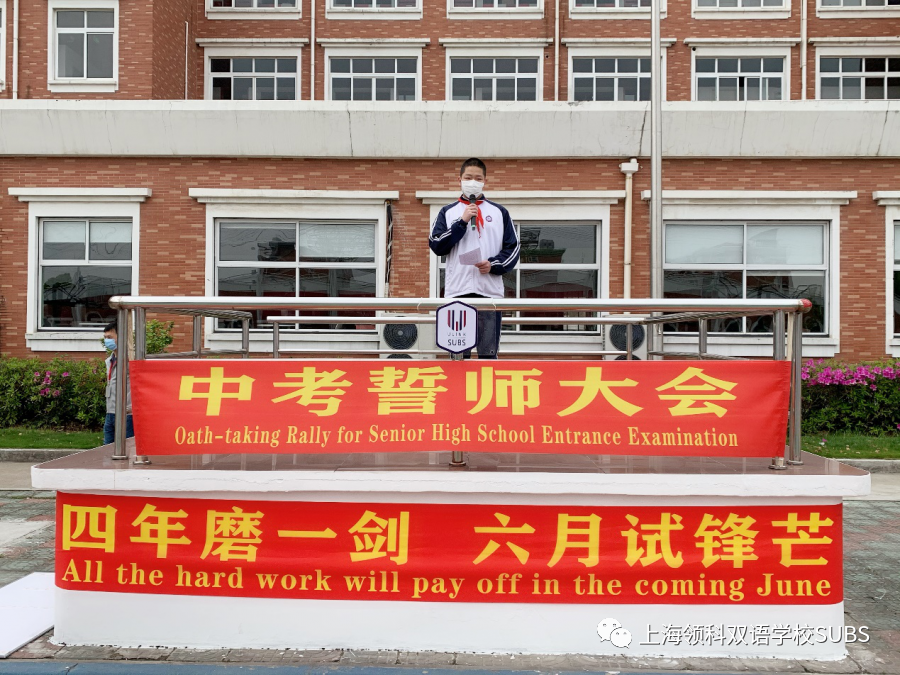 ULINK
SUBS
中考誓师大会
Oath-taking Rally for Senior High School Entrance Examination
四年磨一剑 六月试锋芒
All the hard work will pay off in the coming June
上海领科双语学校SUBS